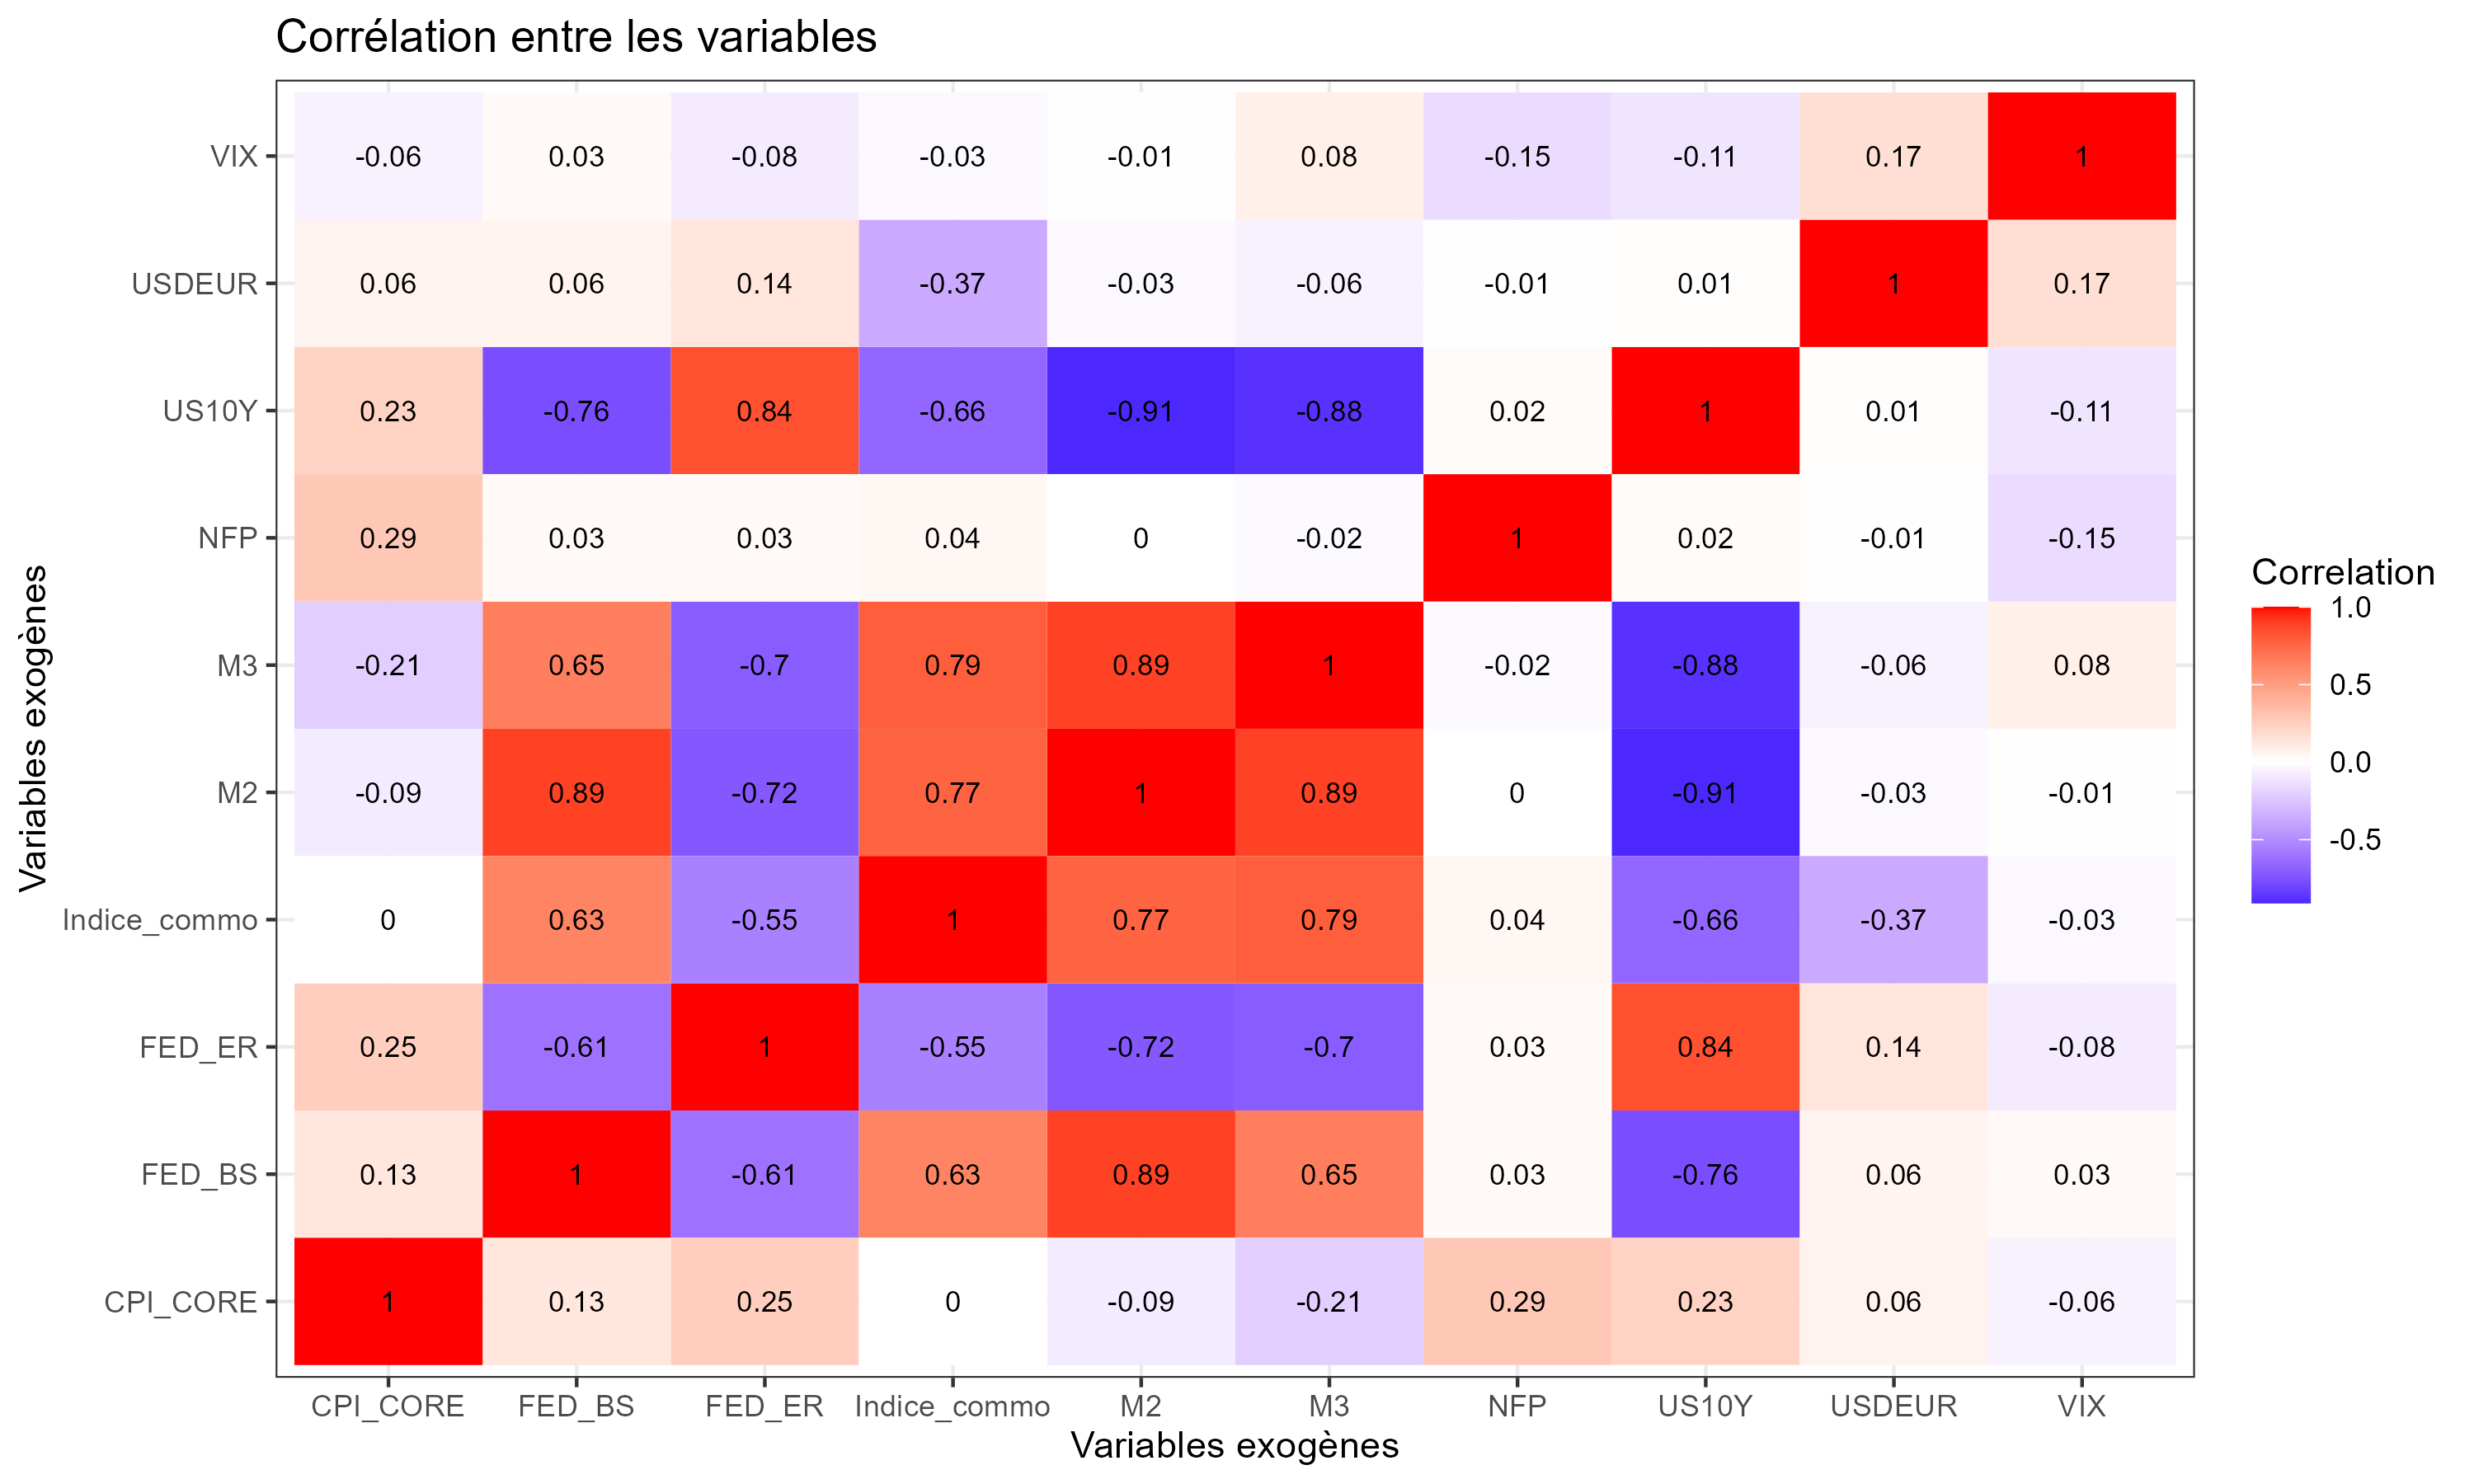 Corrélation entre les variables
Variables exogènes
VIX -0.06 0.03 -0.08 -0.03 -0.01 0.08 -0.15 -0.11 0.17 1
USDEUR 0.06 0.06 0.14 -0.37 -0.03 -0.06 -0.01 0.01 1 0.17
US10Y 0.23 -0.76 0.84 -0.66 -0.91 -0.88 0.02 1 0.01 -0.11
NFP 0.29 0.03 0.03 0.04 0 -0.02 1 0.02 -0.01 -0.15
M3 -0.21 0.65 -0.7 0.79 0.89 1 -0.02 -0.88 -0.06 0.08
M2 -0.09 0.89 -0.72 0.77 1 0.89 0 -0.91 -0.03 -0.01
Indice_commo 0 0.63 -0.55 1 0.77 0.79 0.04 -0.66 -0.37 -0.03
FED_ER 0.25 -0.61 1 -0.55 -0.72 -0.7 0.03 0.84 0.14 -0.08
FED_BS 0.13 1 -0.61 0.63 0.89 0.65 0.03 -0.76 0.06 0.03
CPI_CORE 1 0.13 0.25 0 -0.09 -0.21 0.29 0.23 0.06 -0.06
CPI_CORE FED_BS FED_ER Indice_commo M2 M3 NFP US10Y USDEUR VIX
Variables exogènes
Correlation
1.0
0.5
0.0
-0.5